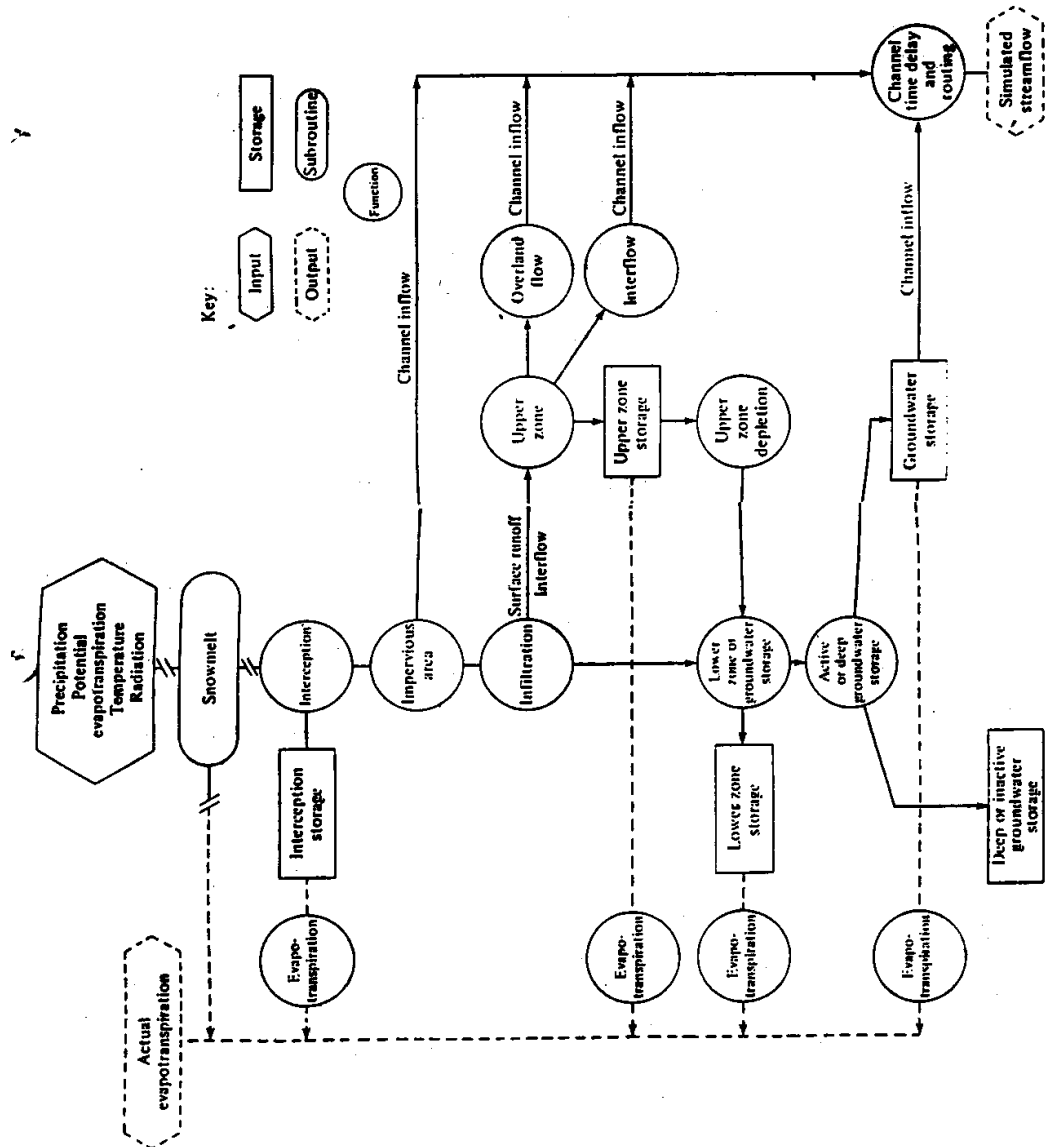 Key:
Input
Storage
Output
Subroutine
Function
Precipitation
Potential
evapotranspiration
Temperature
Radiation
Actual
evapotranspiration
Snowmelt
Evapo-
transpiration
Interception
storage
Interception
Impervious
area
Channel inflow
Infiltration
Surface runoff
Interflow
Upper
zone
Overland
flow
Channel inflow
Interflow
Channel inflow
Evapo-
transpiration
Upper zone
storage
Upper
zone
depletion
Evapo-
transpiration
Lower zone
storage
Lower
zone or
groundwater
storage
Active
or deep
groundwater
storage
Evapo-
transpiration
Groundwater
storage
Channel inflow
Channel
time delay
and
routing
Deep or inactive
groundwater
storage
Simulated
streamflow